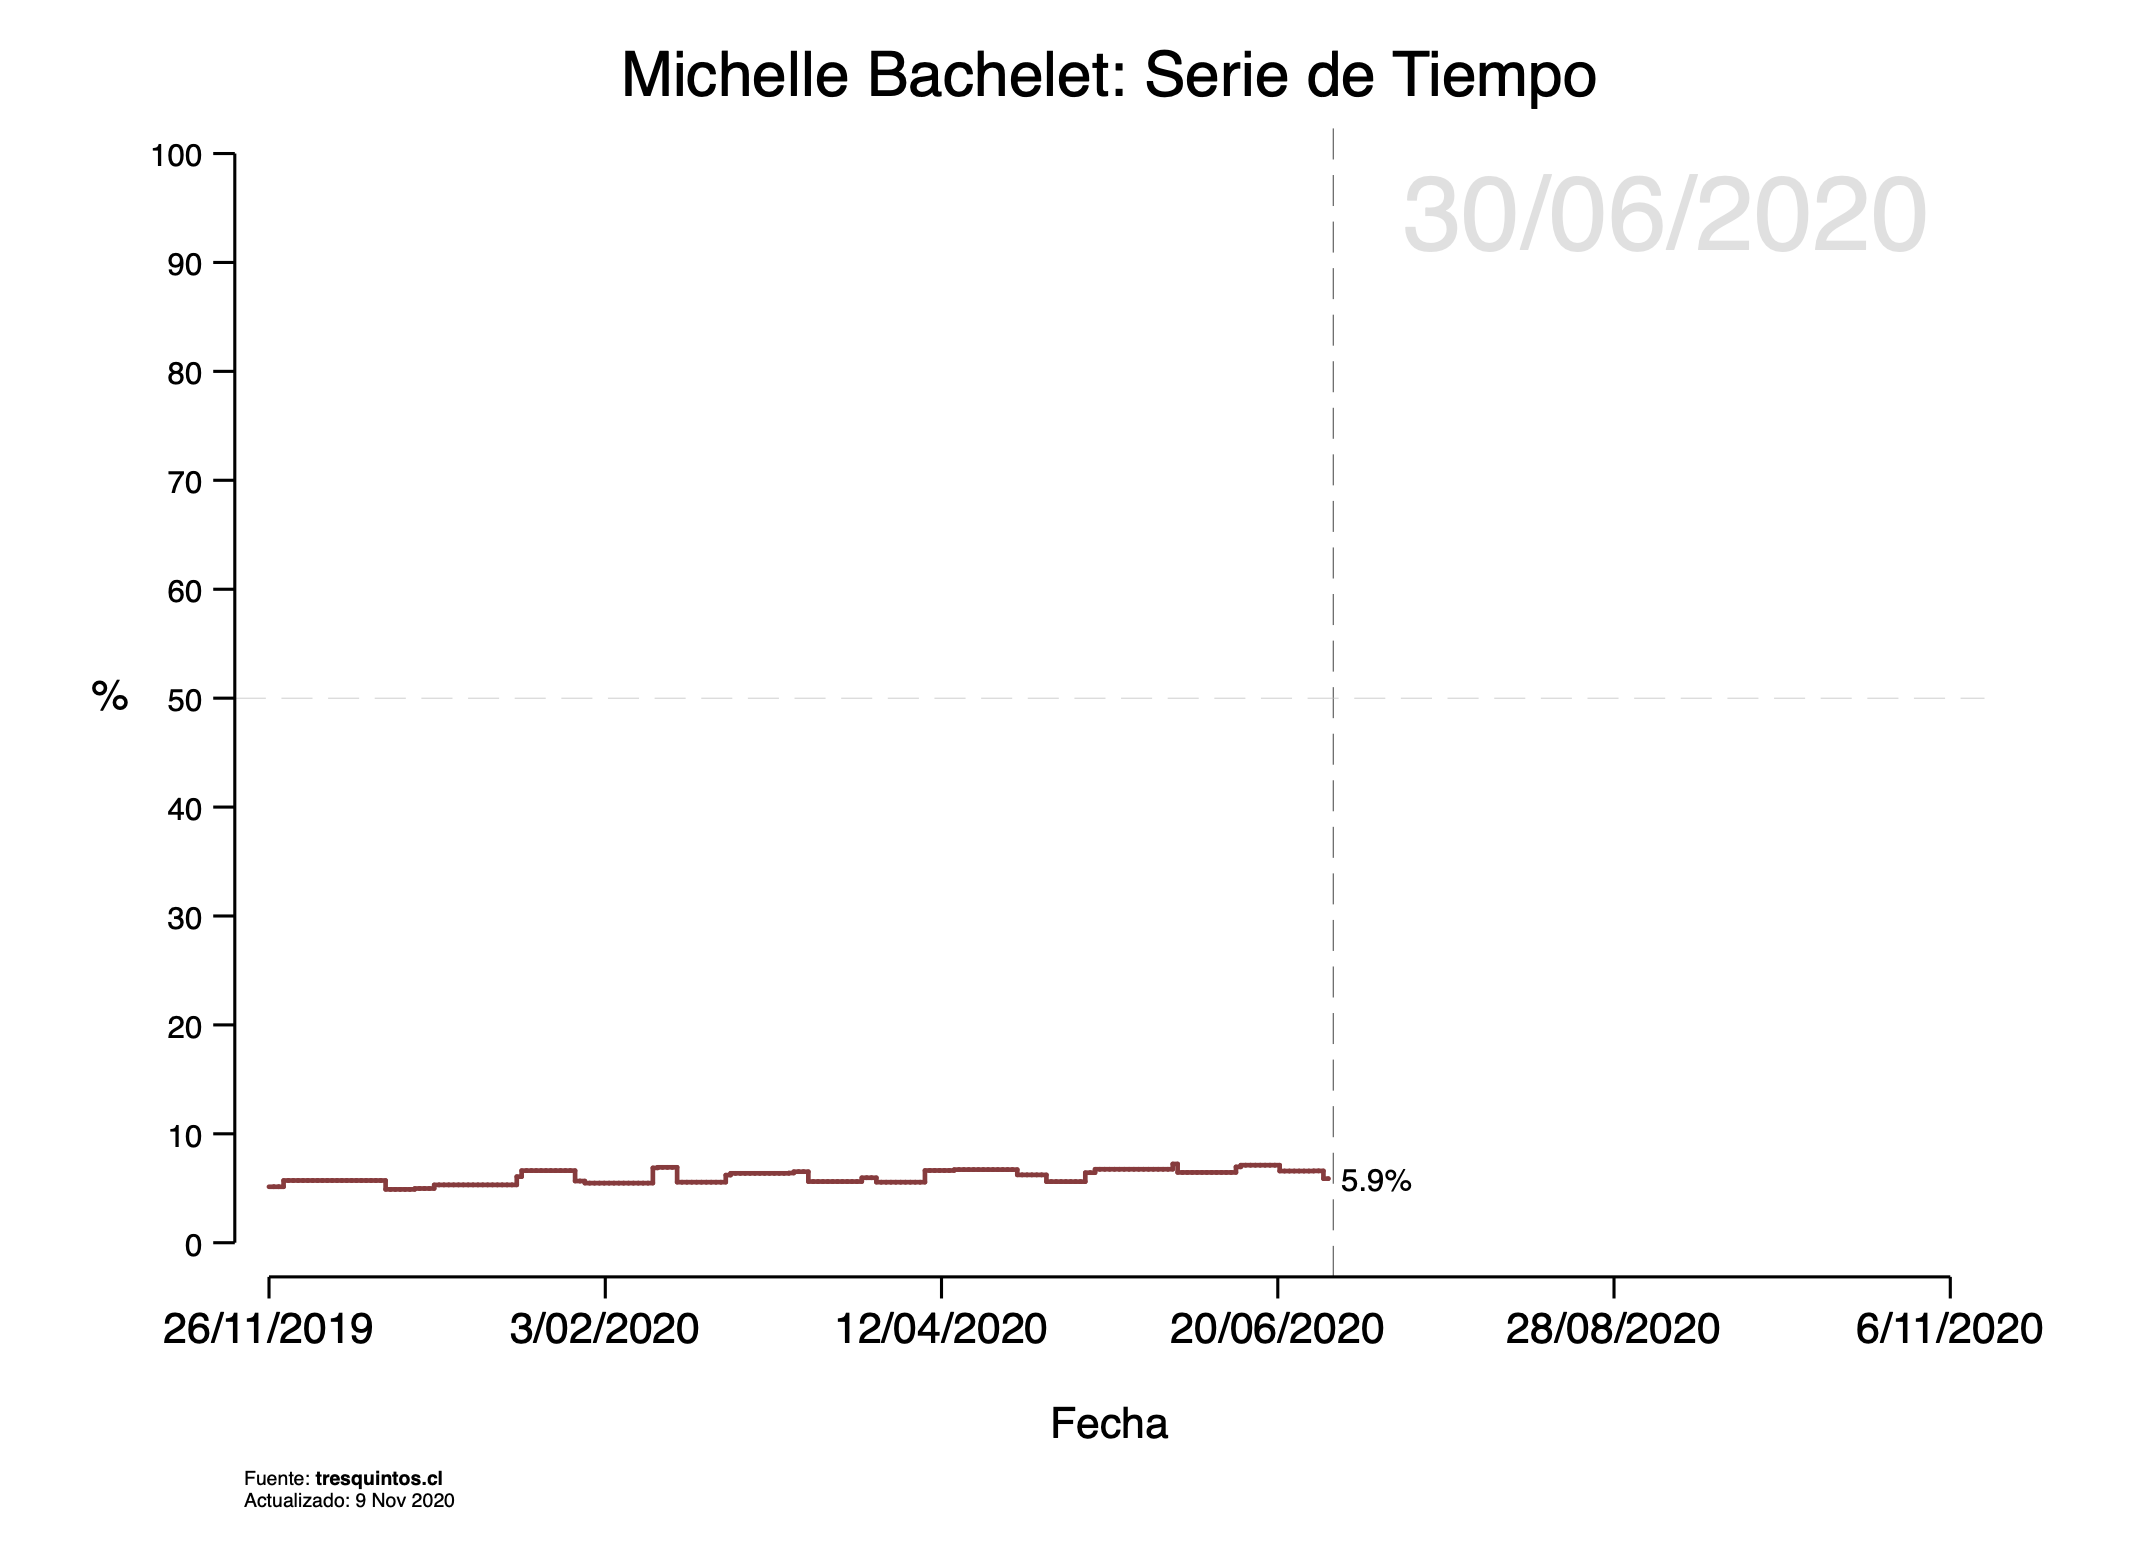 Michelle Bachelet: Serie de Tiempo
30/06/2020
100
90
80
70
60
50
40
30
20
10
0
%
5.9%
26/11/2019 3/02/2020 12/04/2020 20/06/2020 28/08/2020 6/11/2020
Fecha
Fuente: tresquintos.cl
Actualizado: 9 Nov 2020